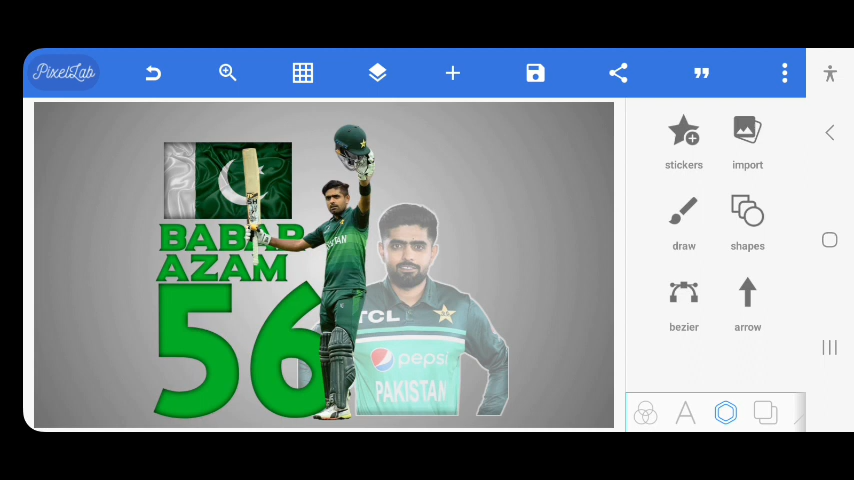 PixelLab
stickers
import
draw
shapes
bezier
arrow
BABAR
AZAM
56
TCL
pepsi
PAKISTAN